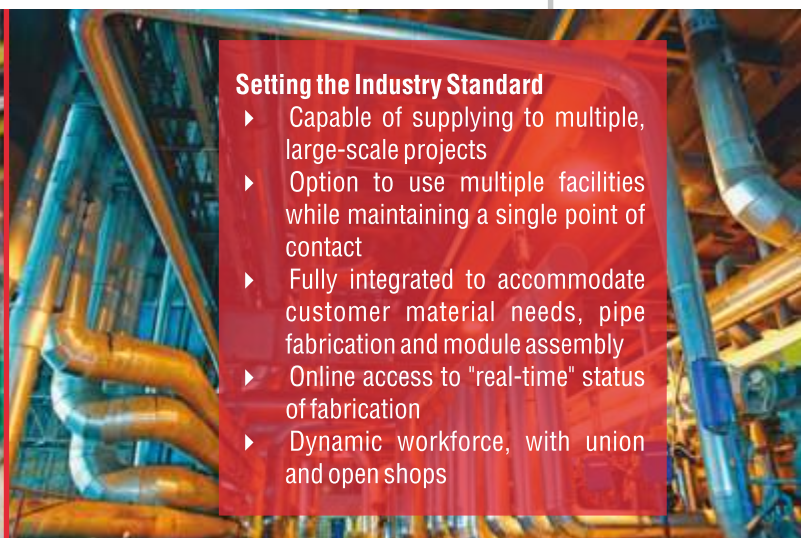 Setting the Industry Standard
Capable of supplying to multiple,
large-scale projects
Option to use multiple facilities
while maintaining a single point of
contact
Fully integrated to accommodate
customer material needs, pipe
fabrication and module assembly
Online access to "real-time" status
of fabrication
Dynamic workforce, with union
and open shops